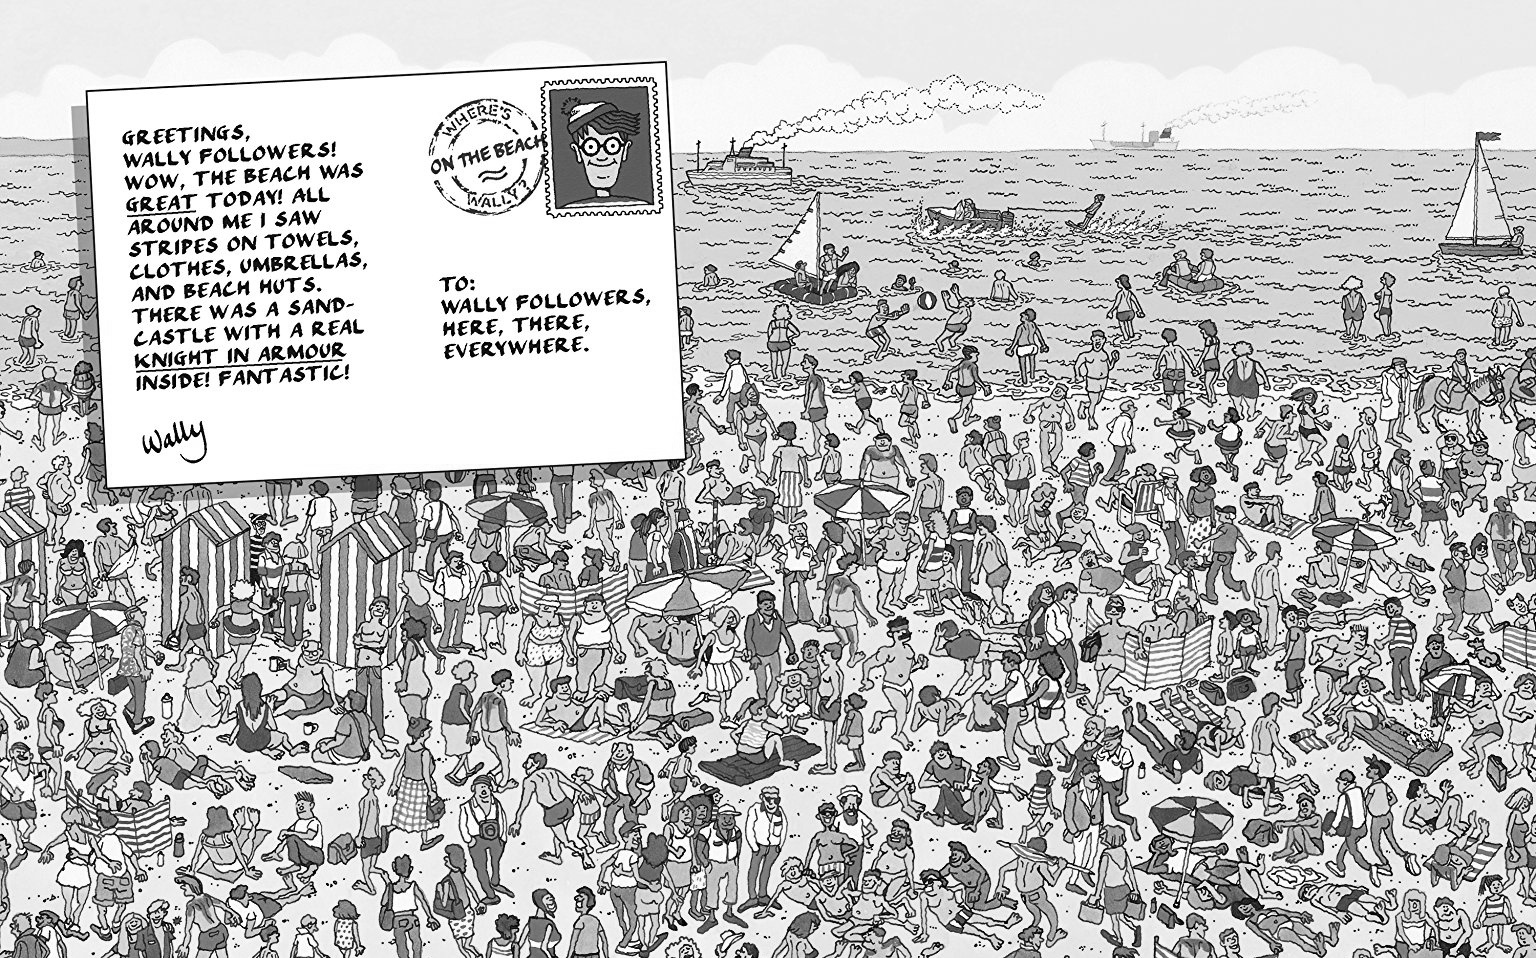 GREETINGS,
WALLY FOLLOWERS!
WOW, THE BEACH WAS
GREAT TODAY! ALL
AROUND ME I SAW
STRIPES ON TOWELS,
CLOTHES, UMBRELLAS,
AND BEACH HUTS.
THERE WAS A SAND-
CASTLE WITH A REAL
KNIGHT IN ARMOUR
INSIDE! FANTASTIC!
Wally
WHERE'S
ON THE BEACH
WALLY?
TO:
WALLY FOLLOWERS,
HERE, THERE,
EVERYWHERE.